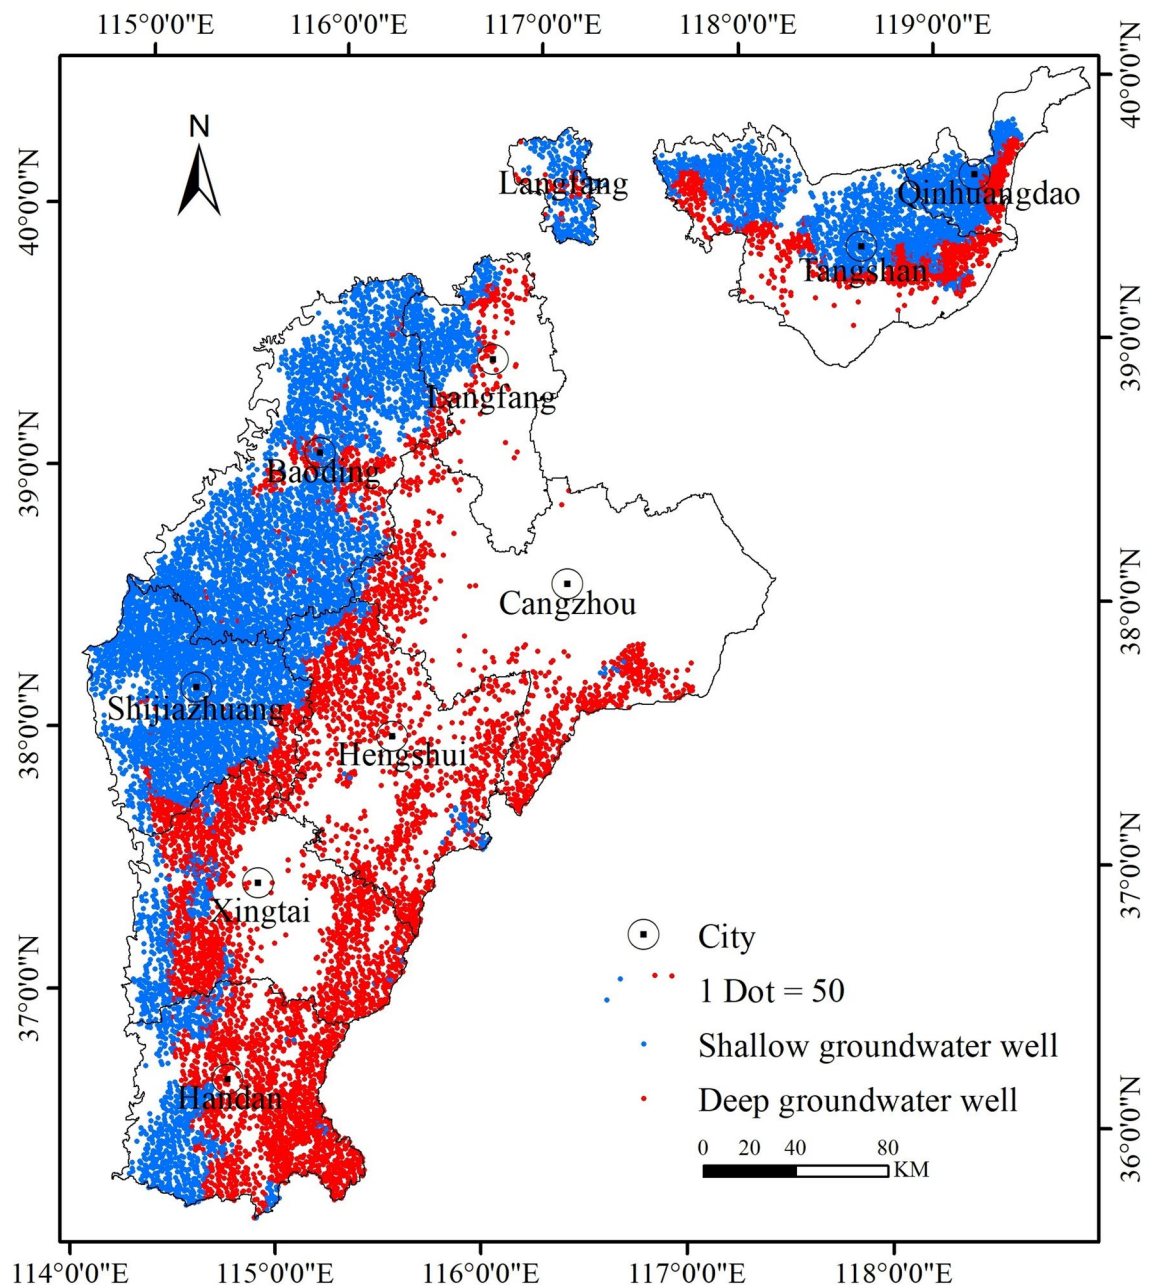 115°0'0"E 116°0'0"E 117°0'0"E 118°0'0"E 119°0'0"E
40°0'0"N
39°0'0"N
38°0'0"N
37°0'0"N
40°0'0"N
39°0'0"N
38°0'0"N
37°0'0"N
36°0'0"N
N
Langfang
Qinhuangdao
Tangshan
Langfang
Baoding
Cangzhou
Shijiazhuang
Hengshui
Xingtai
Handan
City
1 Dot = 50
Shallow groundwater well
Deep groundwater well
0 20 40 80
KM
114°0'0"E 115°0'0"E 116°0'0"E 117°0'0"E 118°0'0"E